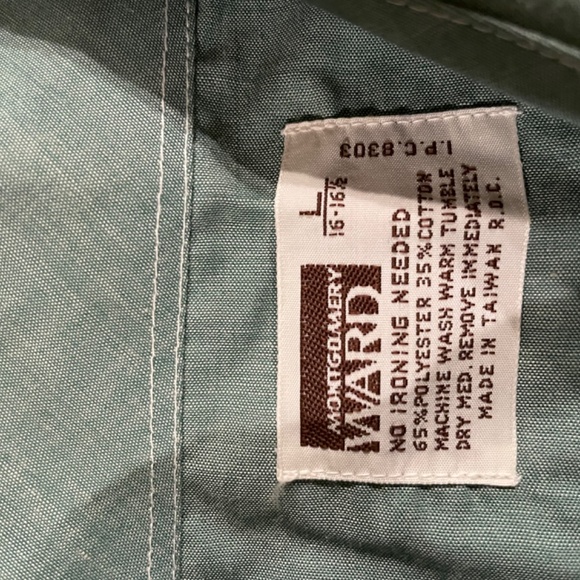 MONTGOMERY
WARD
L
16-16½
NO IRONING NEEDED
65%POLYESTER 35%COTTON
MACHINE WASH WARM TUMBLE
DRY MED. REMOVE IMMEDIATELY
MADE IN TAIWAN R.O.C.
I.P.C.8303